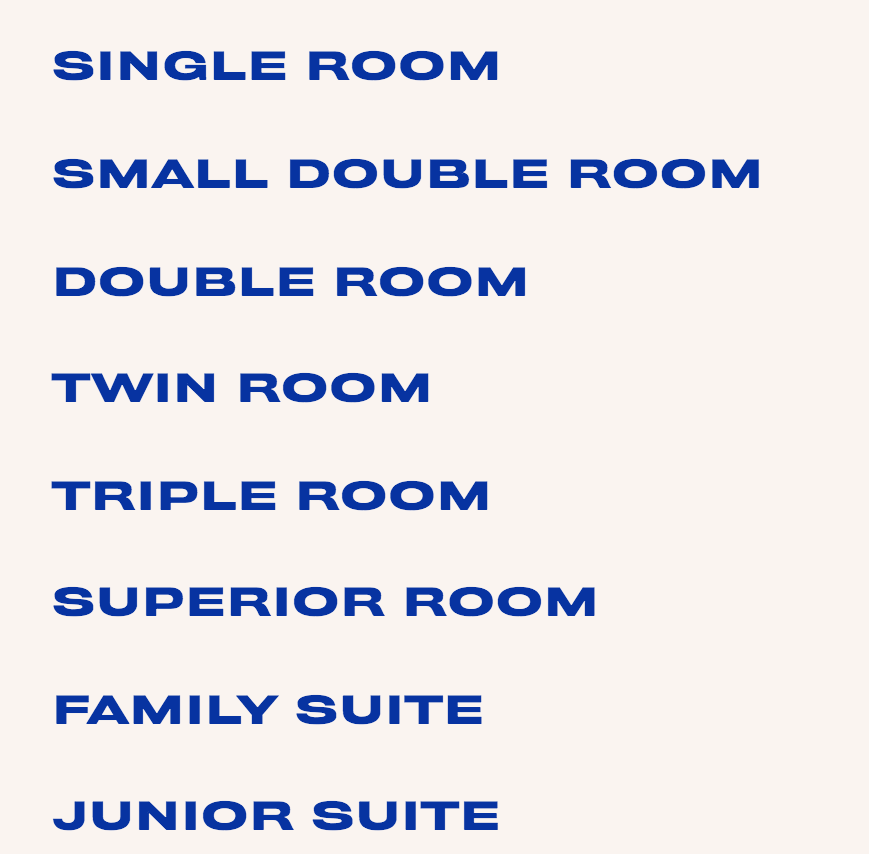 SINGLE ROOM
SMALL DOUBLE ROOM
DOUBLE ROOM
TWIN ROOM
TRIPLE ROOM
SUPERIOR ROOM
FAMILY SUITE
JUNIOR SUITE